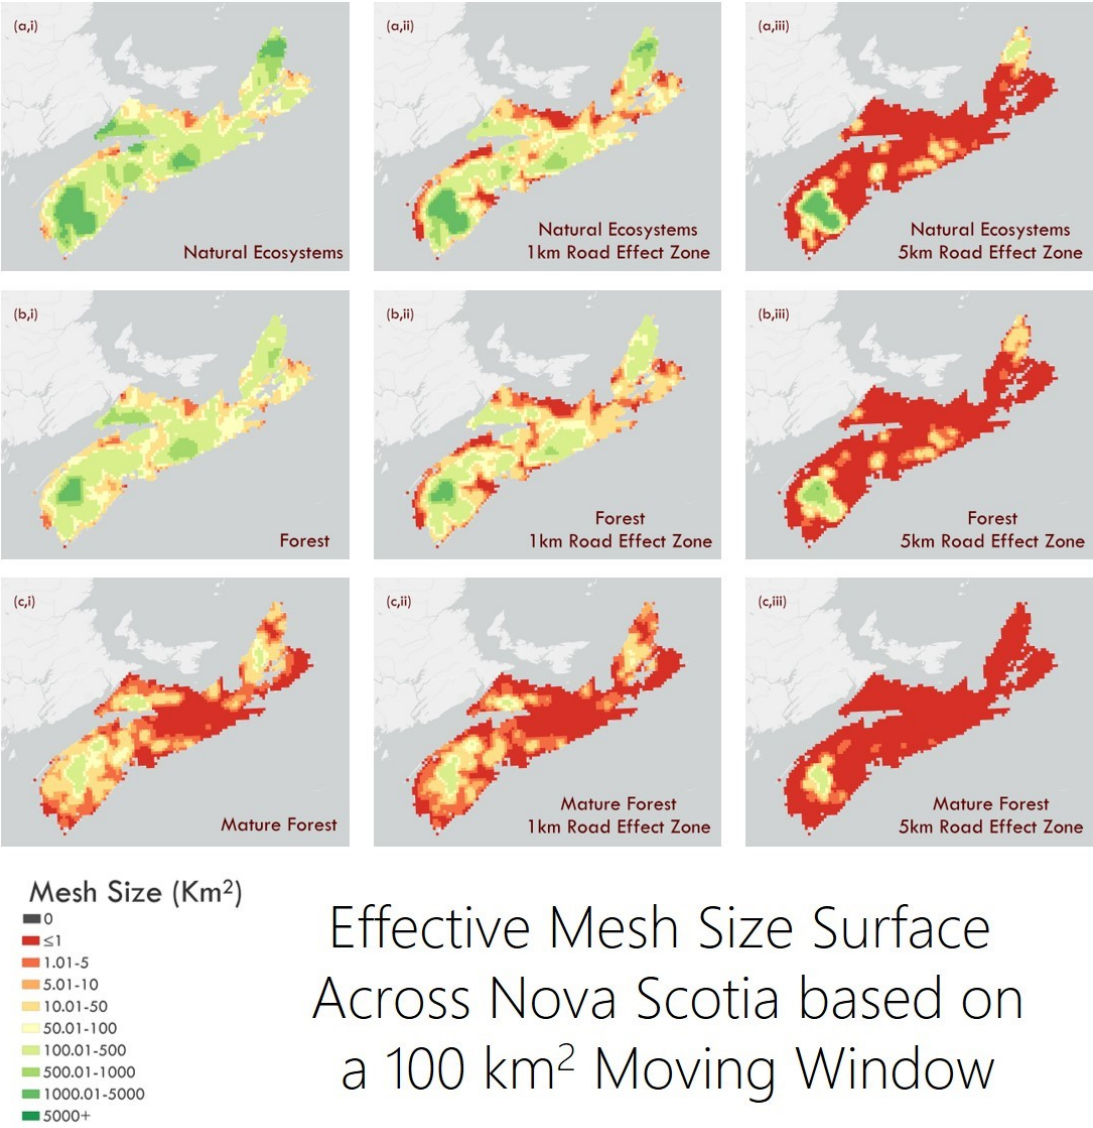 (a,i)
(a,ii)
(a,iii)
Natural Ecosystems
Natural Ecosystems
1km Road Effect Zone
Natural Ecosystems
5km Road Effect Zone
(b,i)
(b,ii)
(b,iii)
Forest
Forest
1km Road Effect Zone
Forest
5km Road Effect Zone
(c,i)
(c,ii)
(c,iii)
Mature Forest
Mature Forest
1km Road Effect Zone
Mature Forest
5km Road Effect Zone
Mesh Size (Km²)
0
≤1
1.01-5
5.01-10
10.01-50
50.01-100
100.01-500
500.01-1000
1000.01-5000
5000+
Effective Mesh Size Surface
Across Nova Scotia based on
a 100 km² Moving Window